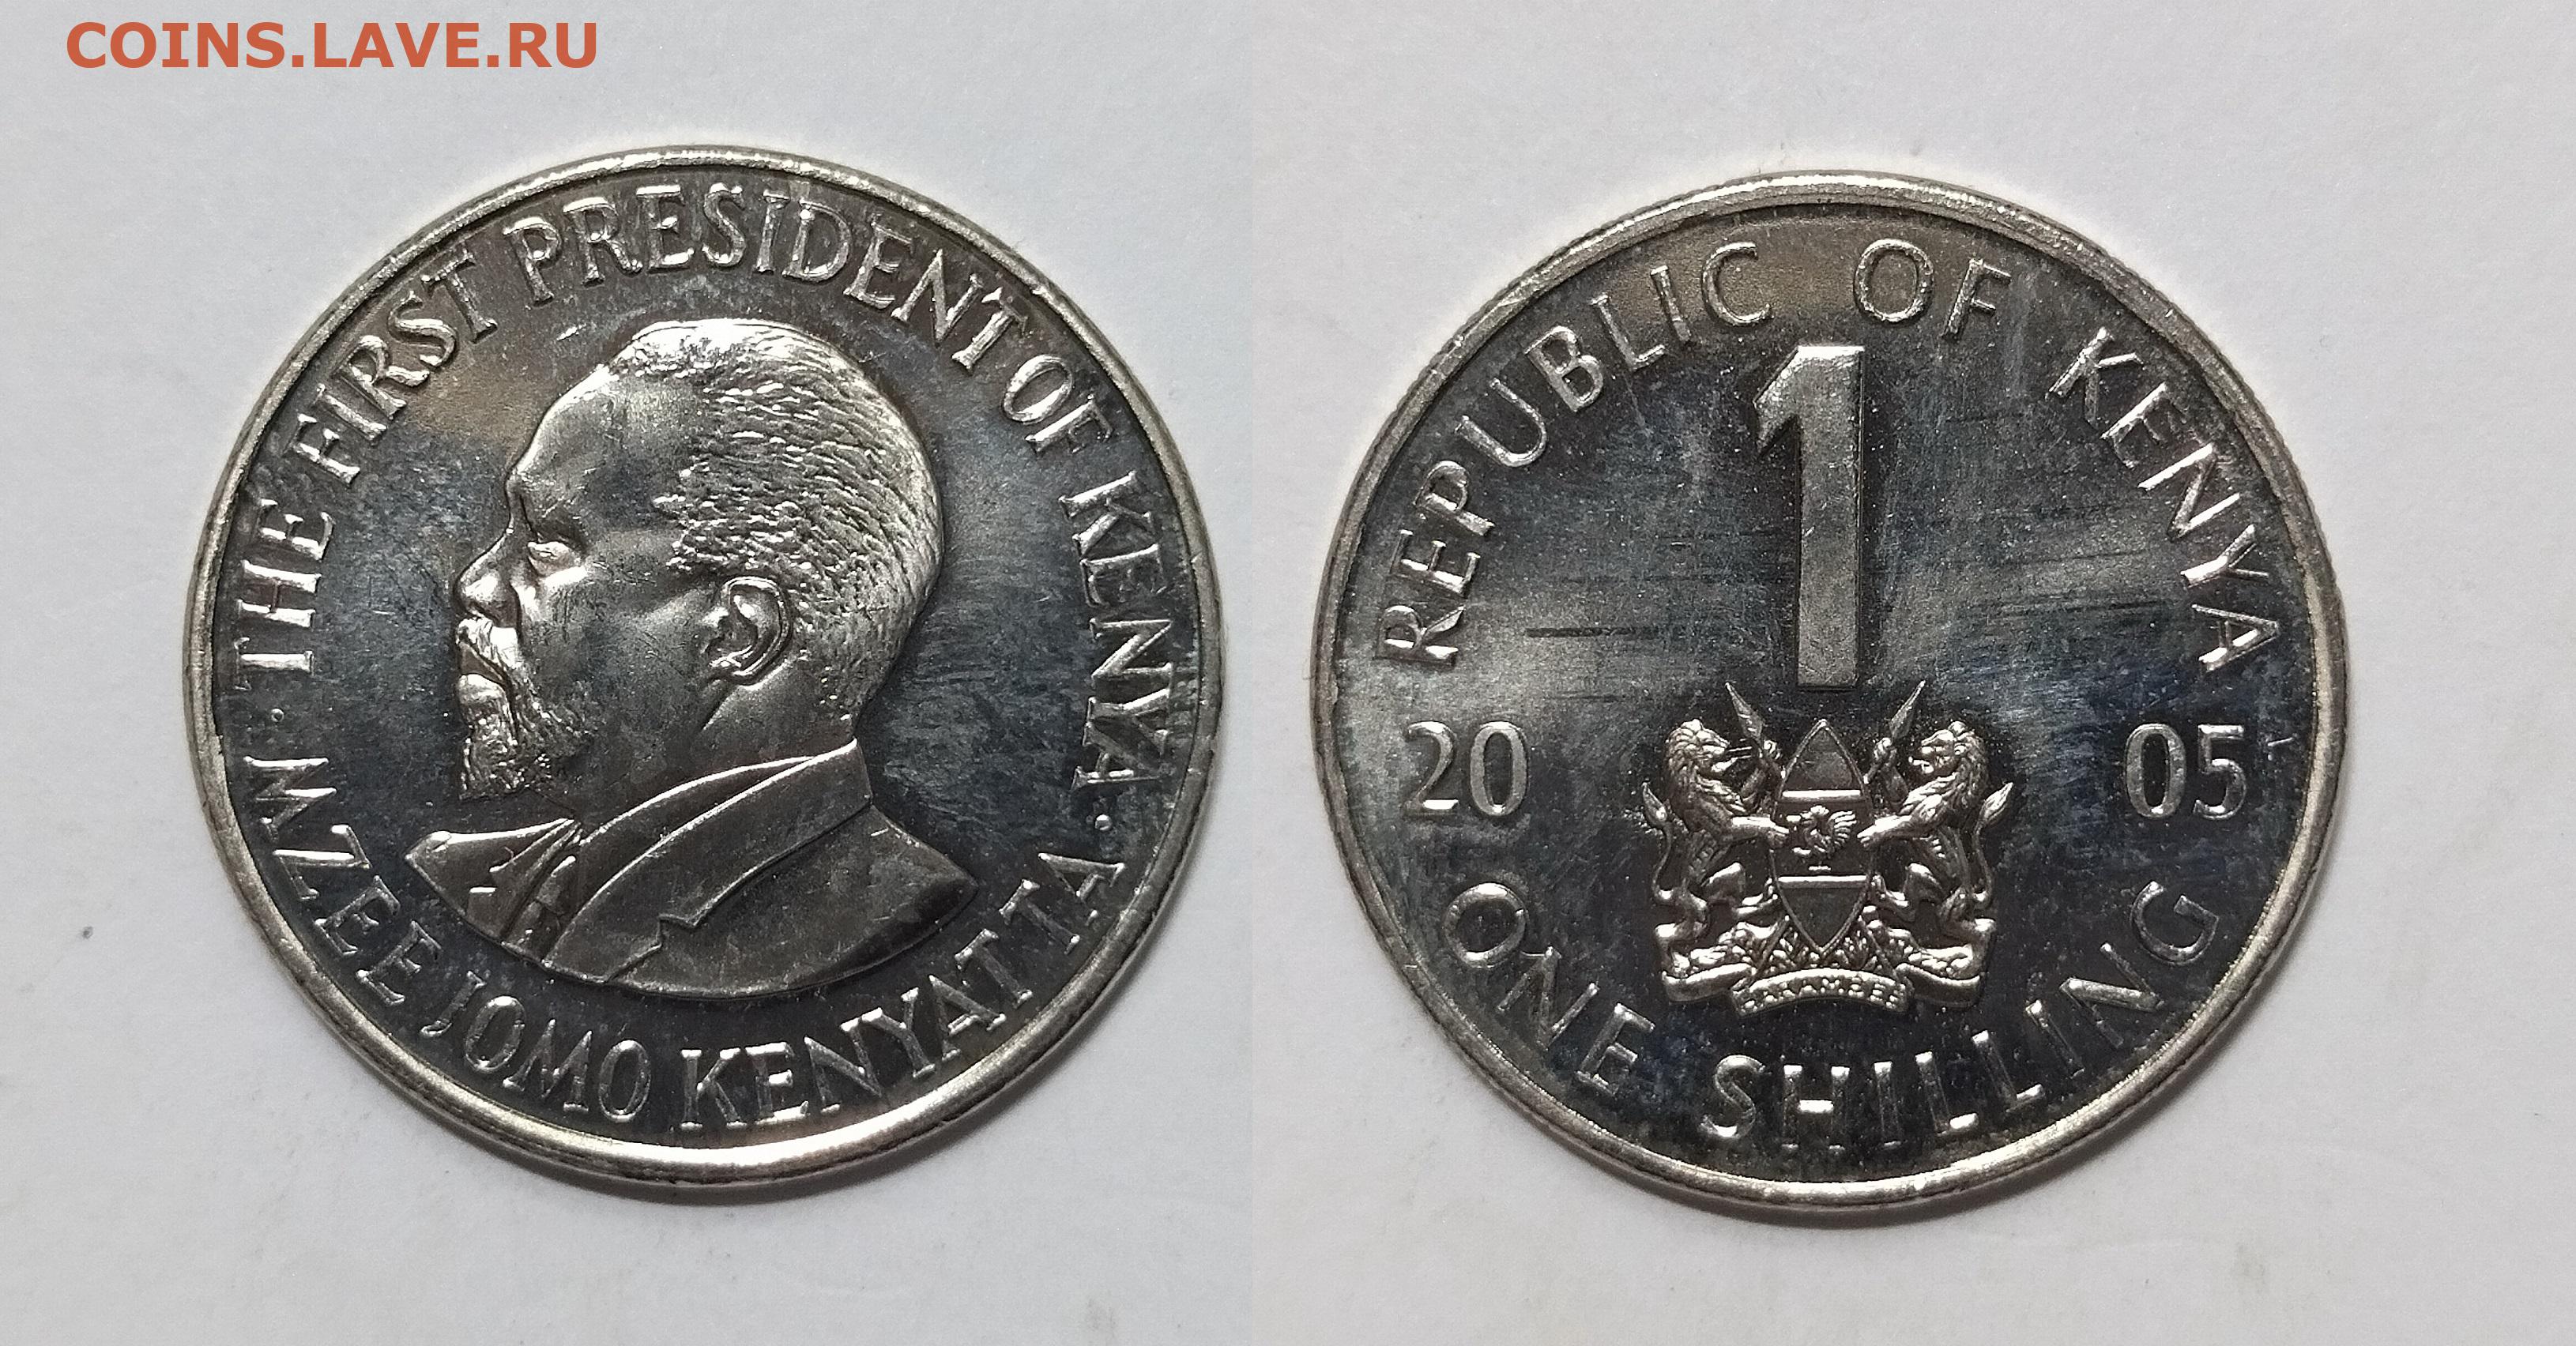 COINS.LAVE.RU
THE FIRST PRESIDENT OF KENYA
MZEE JOMO KENYATTA
REPUBLIC OF KENYA
1
20 05
HARAMBEE
ONE SHILLING